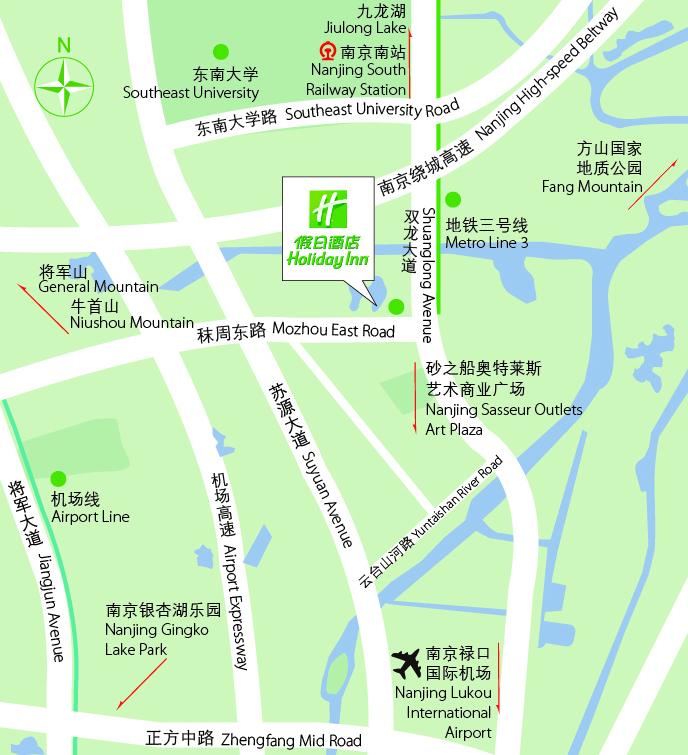 九龙湖
Jiulong Lake
南京南站
Nanjing South
Railway Station
N
东南大学
Southeast University
东南大学路 Southeast University Road
南京绕城高速 Nanjing High-speed Beltway
方山国家
地质公园
Fang Mountain
H
假日酒店
Holiday Inn
双龙大道
Shuanglong Avenue
地铁三号线
Metro Line 3
将军山
General Mountain
牛首山
Niushou Mountain
秣周东路 Mozhou East Road
砂之船奥特莱斯
艺术商业广场
Nanjing Sasseur Outlets
Art Plaza
苏源大道 Suyuan Avenue
云台山河路 Yuntaishan River Road
机场线
Airport Line
将军大道 Jiangjun Avenue
机场高速 Airport Expressway
南京银杏湖乐园
Nanjing Gingko
Lake Park
南京禄口
国际机场
Nanjing Lukou
International
Airport
正方中路 Zhengfang Mid Road